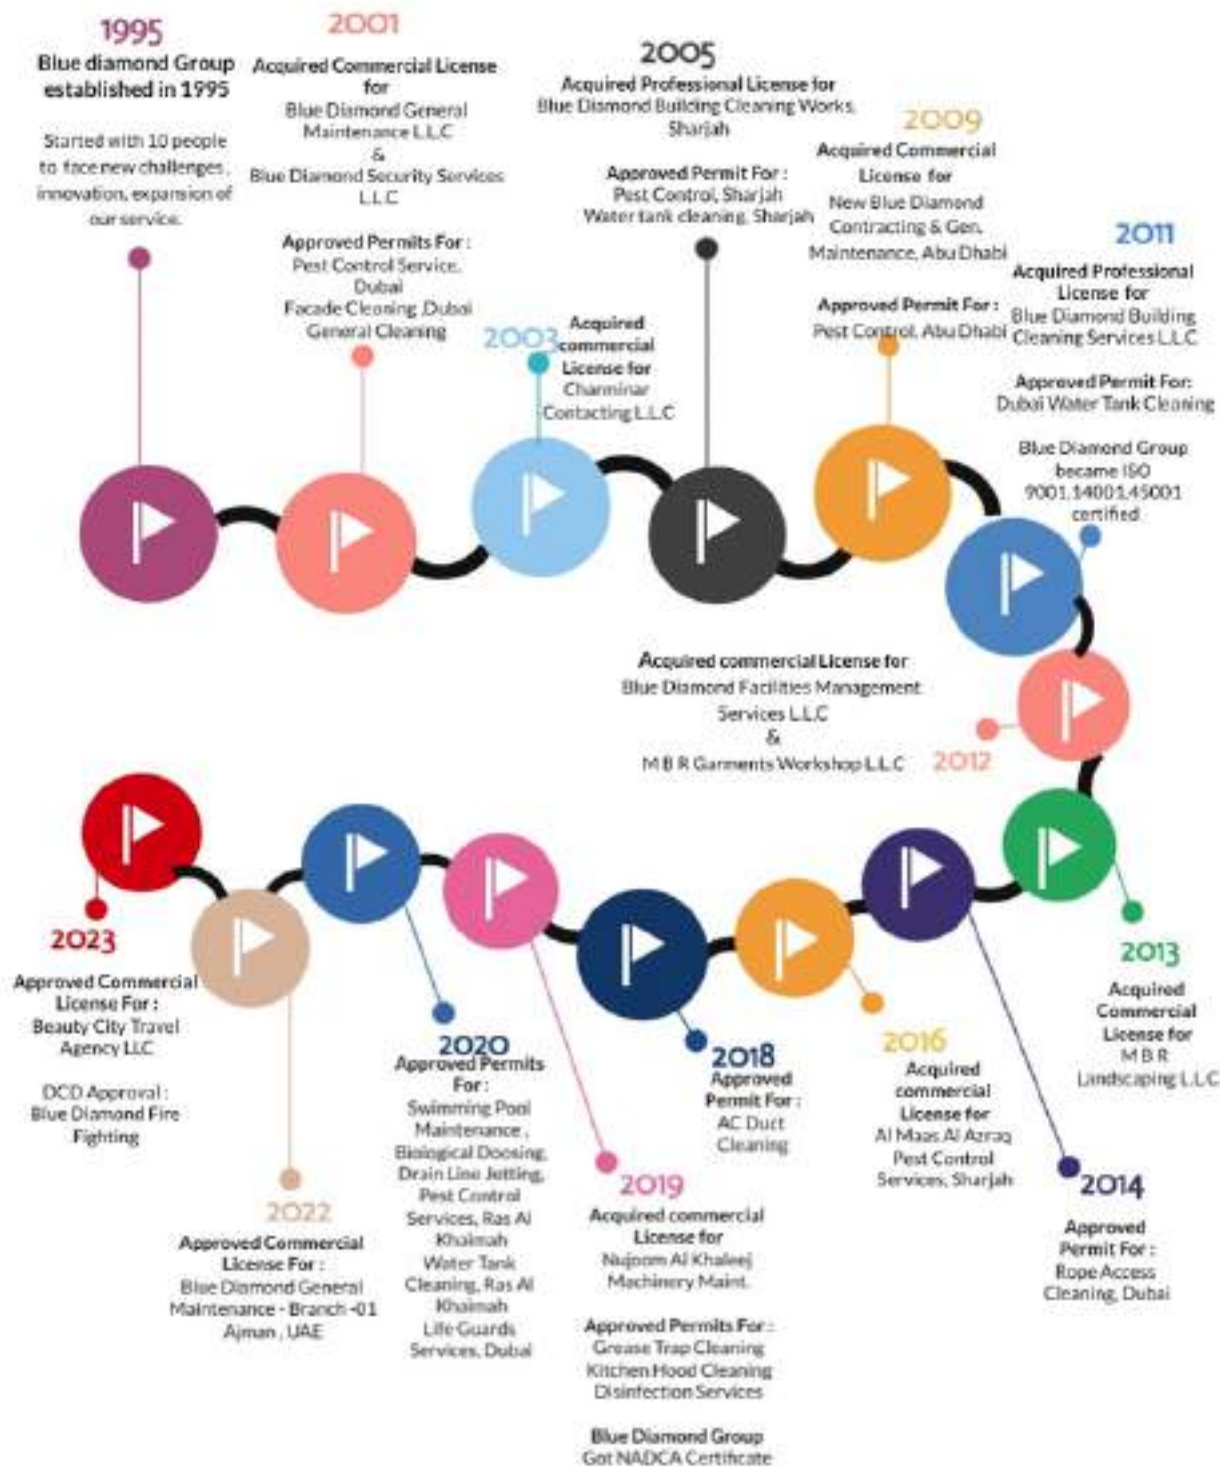 1995
Blue diamond Group
established in 1995
Started with 10 people
to face new challenges,
innovation, expansion of
our service.
2001
Acquired Commercial License
for
Blue Diamond General
Maintenance L.L.C
&
Blue Diamond Security Services
L.L.C
Approved Permits For :
Pest Control Service,
Dubai
Facade Cleaning ,Dubai
General Cleaning
2003
Acquired
commercial
License for
Charminar
Contacting L.L.C
2005
Acquired Professional License for
Blue Diamond Building Cleaning Works,
Sharjah
Approved Permit For :
Pest Control, Sharjah
Water tank cleaning, Sharjah
2009
Acquired Commercial
License for
New Blue Diamond
Contracting & Gen.
Maintenance, Abu Dhabi
Approved Permit For :
Pest Control, Abu Dhabi
2011
Acquired Professional
License for
Blue Diamond Building
Cleaning Services L.L.C
Approved Permit For:
Dubai Water Tank Cleaning
Blue Diamond Group
became ISO
9001,14001,45001
certified
Acquired commercial License for
Blue Diamond Facilities Management
Services L.L.C
&
M B R Garments Workshop L.L.C
2012
2013
Acquired
Commercial
License for
M B R
Landscaping L.L.C
2014
Approved
Permit For :
Rope Access
Cleaning, Dubai
2016
Acquired
commercial
License for
Al Maas Al Azraq
Pest Control
Services, Sharjah
2018
Approved
Permit For :
AC Duct
Cleaning
2019
Acquired commercial
License for
Nujoom Al Khaleej
Machinery Maint.
Approved Permits For :
Grease Trap Cleaning
Kitchen Hood Cleaning
Disinfection Services
Blue Diamond Group
Got NADCA Certificate
2020
Approved Permits
For :
Swimming Pool
Maintenance ,
Biological Doosing,
Drain Line Jetting,
Pest Control
Services, Ras Al
Khaimah
Water Tank
Cleaning, Ras Al
Khaimah
Life Guards
Services, Dubai
2022
Approved Commercial
License For :
Blue Diamond General
Maintenance - Branch -01
Ajman , UAE
2023
Approved Commercial
License For :
Beauty City Travel
Agency LLC
DCD Approval :
Blue Diamond Fire
Fighting